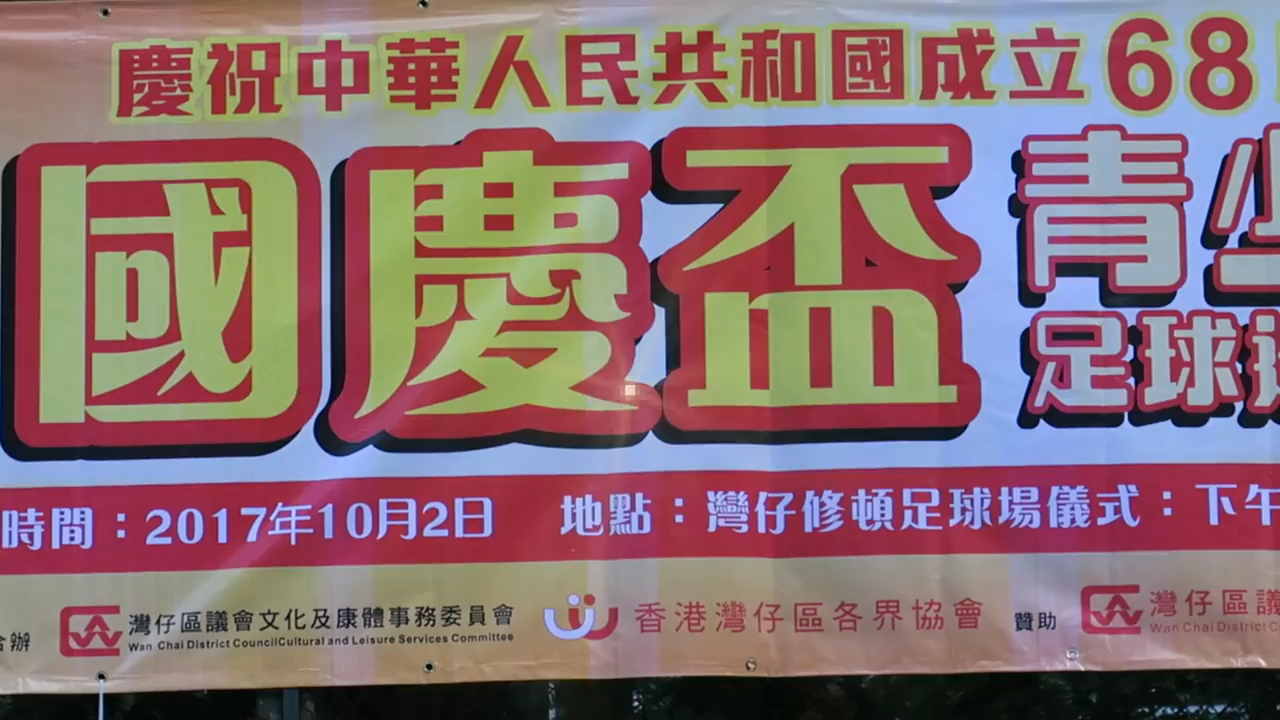 慶祝中華人民共和國成立68
國慶盃
青少
足球
時間：2017年10月2日 地點：灣仔修頓足球場儀式：下午
合辦 灣仔區議會文化及康體事務委員會 香港灣仔區各界協會 贊助 灣仔區議
Wan Chai District CouncilCultural and Leisure Services Committee Wan Chai District C